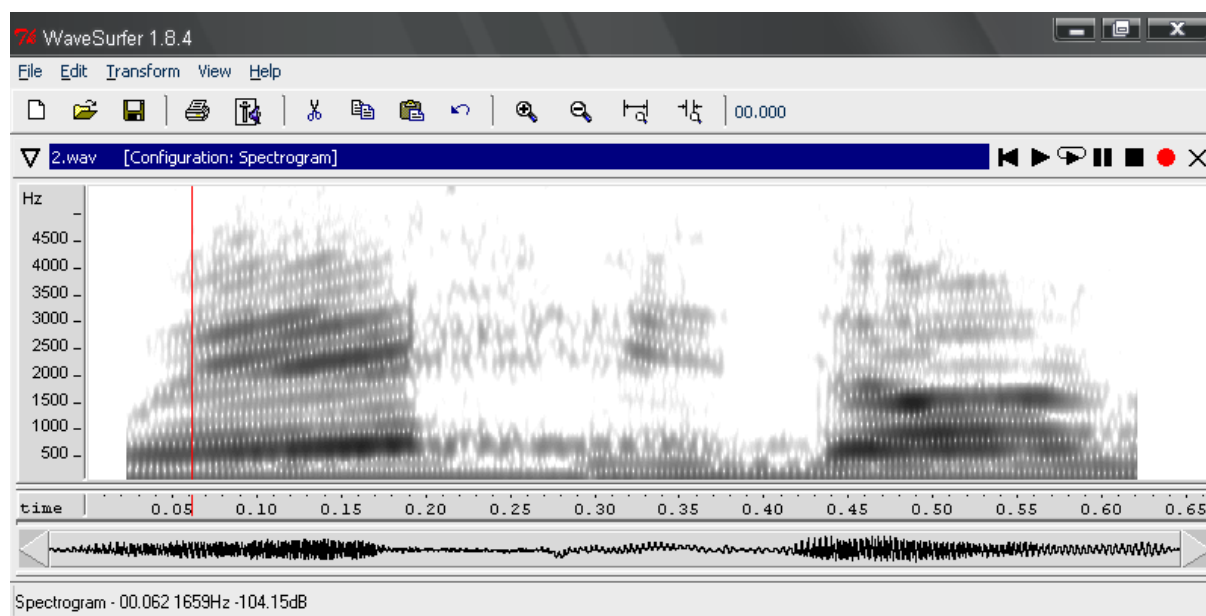 7% WaveSurfer 1.8.4
File Edit Transform View Help
00.000
2.wav [Configuration: Spectrogram]
Hz
4500
4000
3500
3000
2500
2000
1500
1000
500
time 0.05 0.10 0.15 0.20 0.25 0.30 0.35 0.40 0.45 0.50 0.55 0.60 0.65
Spectrogram - 00.062 1659Hz -104.15dB